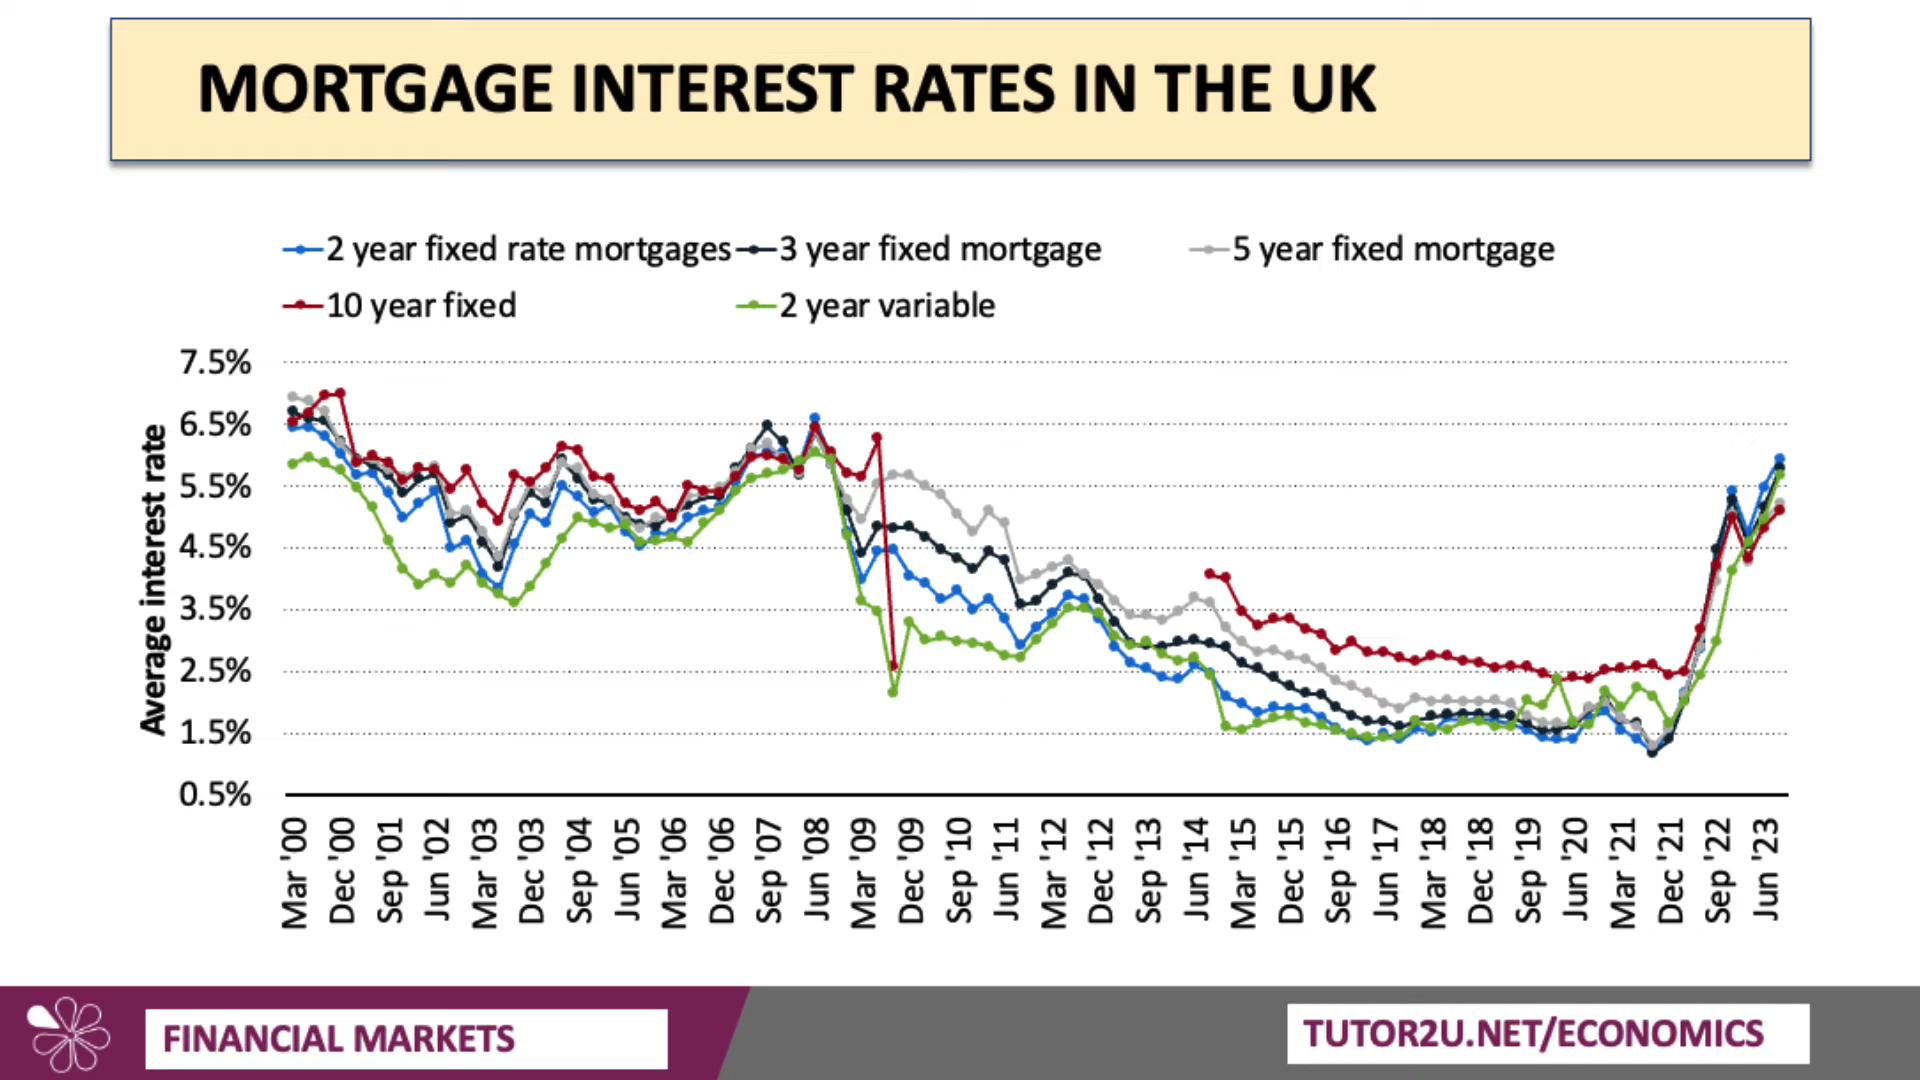 MORTGAGE INTEREST RATES IN THE UK
2 year fixed rate mortgages
3 year fixed mortgage
5 year fixed mortgage
10 year fixed
2 year variable
Average interest rate
7.5%
6.5%
5.5%
4.5%
3.5%
2.5%
1.5%
0.5%
Mar '00
Dec '00
Sep '01
Jun '02
Mar '03
Dec '03
Sep '04
Jun '05
Mar '06
Dec '06
Sep '07
Jun '08
Mar '09
Dec '09
Sep '10
Jun '11
Mar '12
Dec '12
Sep '13
Jun '14
Mar '15
Dec '15
Sep '16
Jun '17
Mar '18
Dec '18
Sep '19
Jun '20
Mar '21
Dec '21
Sep '22
Jun '23
FINANCIAL MARKETS
TUTOR2U.NET/ECONOMICS